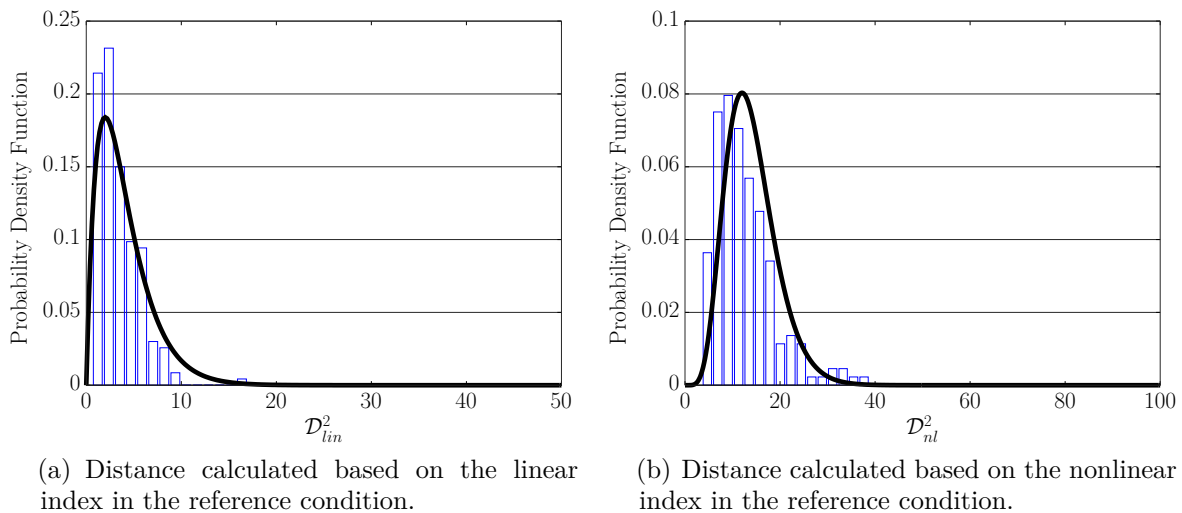 0.25
0.2
0.15
0.1
0.05
0
Probability Density Function
0 10 20 30 40 50
𝒟²_lin
(a) Distance calculated based on the linear
index in the reference condition.
0.1
0.08
0.06
0.04
0.02
0
Probability Density Function
0 20 40 60 80 100
𝒟²_nl
(b) Distance calculated based on the nonlinear
index in the reference condition.